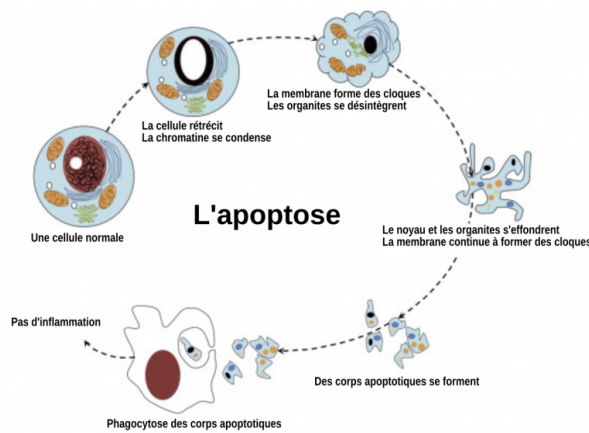 La membrane forme des cloques
Les organites se désintègrent
La cellule rétrécit
La chromatine se condense
L'apoptose
Une cellule normale
Le noyau et les organites s'effondrent
La membrane continue à former des cloques
Pas d'inflammation
Des corps apoptotiques se forment
Phagocytose des corps apoptotiques